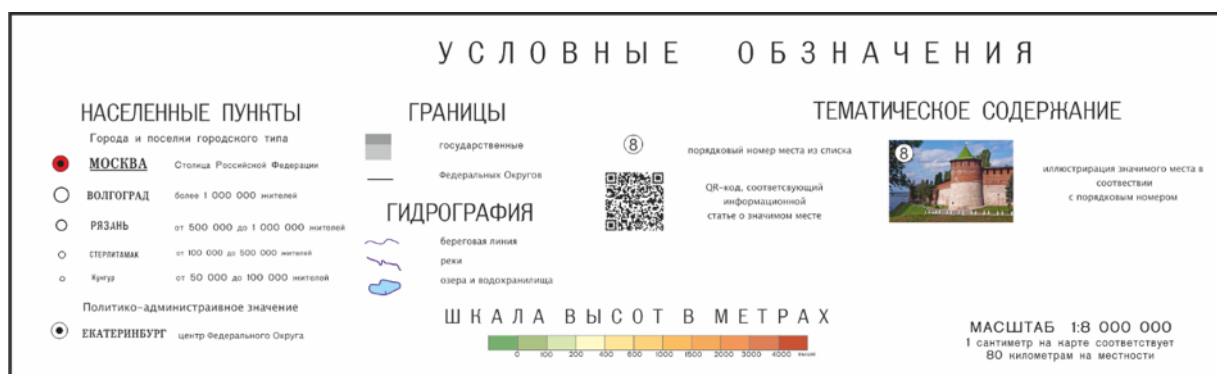 УСЛОВНЫЕ ОБОЗНАЧЕНИЯ
НАСЕЛЕННЫЕ ПУНКТЫ
Города и поселки городского типа
МОСКВА Столица Российской Федерации
ВОЛГОГРАД более 1 000 000 жителей
РЯЗАНЬ от 500 000 до 1 000 000 жителей
СТЕРЛИТАМАК от 100 000 до 500 000 жителей
Кунгур от 50 000 до 100 000 жителей
Политико-административное значение
ЕКАТЕРИНБУРГ центр Федерального Округа
ГРАНИЦЫ
государственные
Федеральных Округов
ГИДРОГРАФИЯ
береговая линия
реки
озера и водохранилища
ТЕМАТИЧЕСКОЕ СОДЕРЖАНИЕ
8 порядковый номер места из списка
QR-код, соответсвующий
информационной
статье о значимом месте
8
иллюстрирация значимого места в
соотвествии
с порядковым номером
ШКАЛА ВЫСОТ В МЕТРАХ
0 100 200 400 600 1000 1500 2000 3000 4000 выше
МАСШТАБ 1:8 000 000
1 сантиметр на карте соответствует
80 километрам на местности